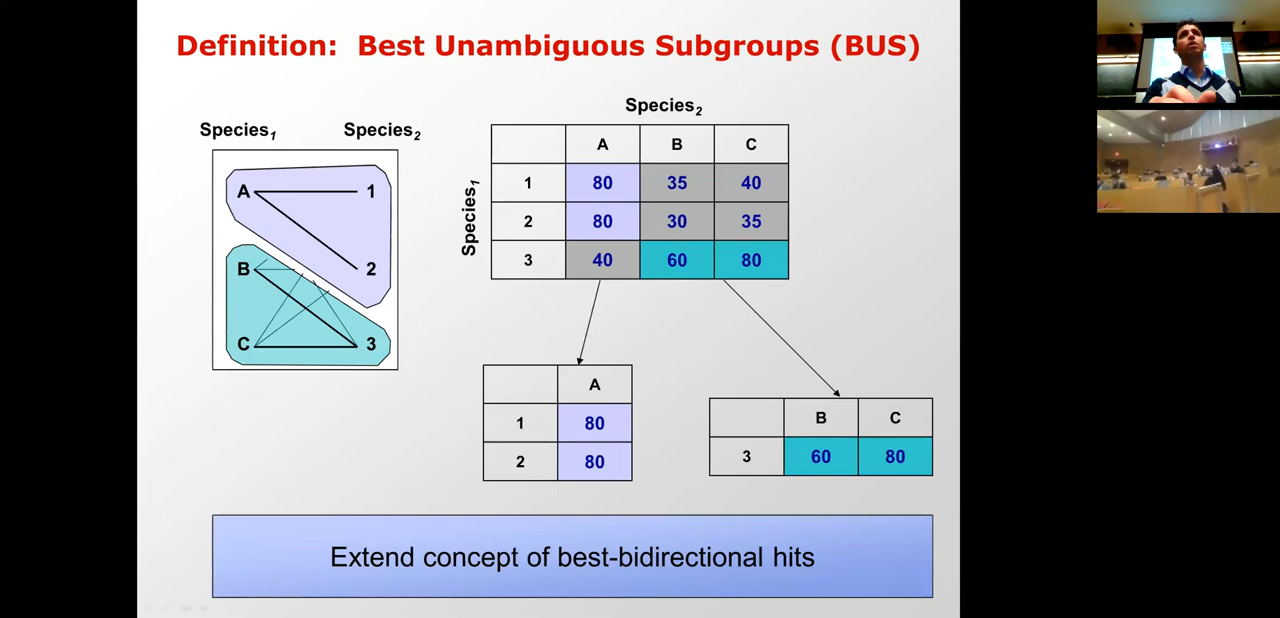 Definition: Best Unambiguous Subgroups (BUS)
Species1 Species2
A 1
2
B
C 3
Species2
Species1
A B C
1 80 35 40
2 80 30 35
3 40 60 80
A
1 80
2 80
B C
3 60 80
Extend concept of best-bidirectional hits